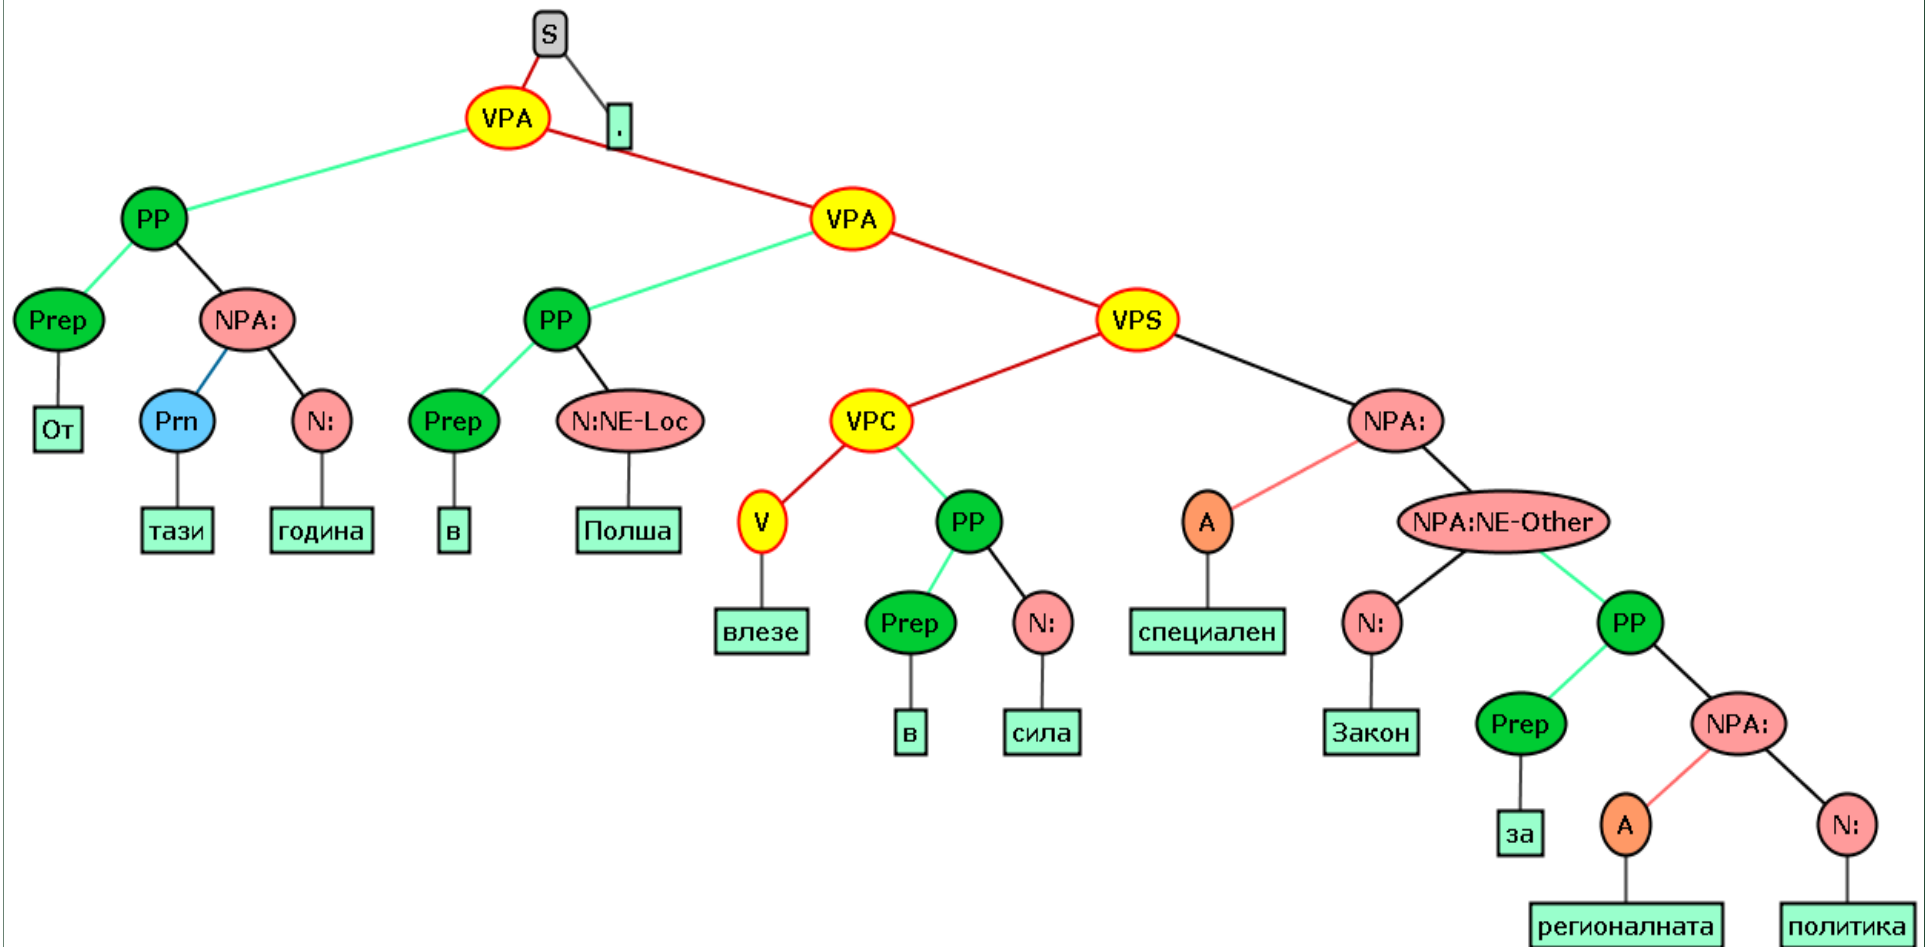 S
VPA .
PP VPA
Prep NPA: PP VPS
От Prn N: Prep N:NE-Loc VPC NPA:
тази година в Полша V PP A NPA:NE-Other
влезе Prep N: специален N: PP
в сила Закон Prep NPA:
за A N:
регионалната политика